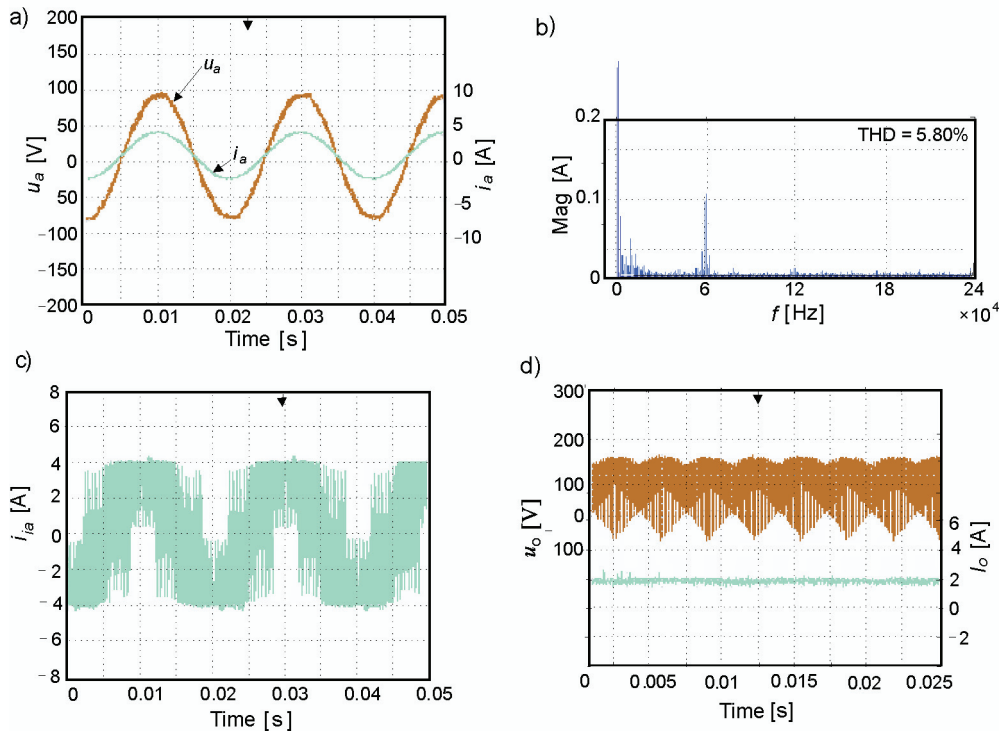 a)
200
150
100
50
0
50
−100
−150
−200
u_a [V]
u_a
i_a
10
5
0
−5
−10
i_a [A]
0 0.01 0.02 0.03 0.04 0.05
Time [s]
b)
0.2
0.1
0
Mag [A]
THD = 5.80%
0 6 12 18 24
×10^4
f [Hz]
c)
8
6
4
2
0
−2
−4
−6
−8
i_ia [A]
0 0.01 0.02 0.03 0.04 0.05
Time [s]
d)
300
200
100
0
100
u_o [V]
6
4
2
0
−2
I_o [A]
0 0.005 0.01 0.015 0.02 0.025
Time [s]